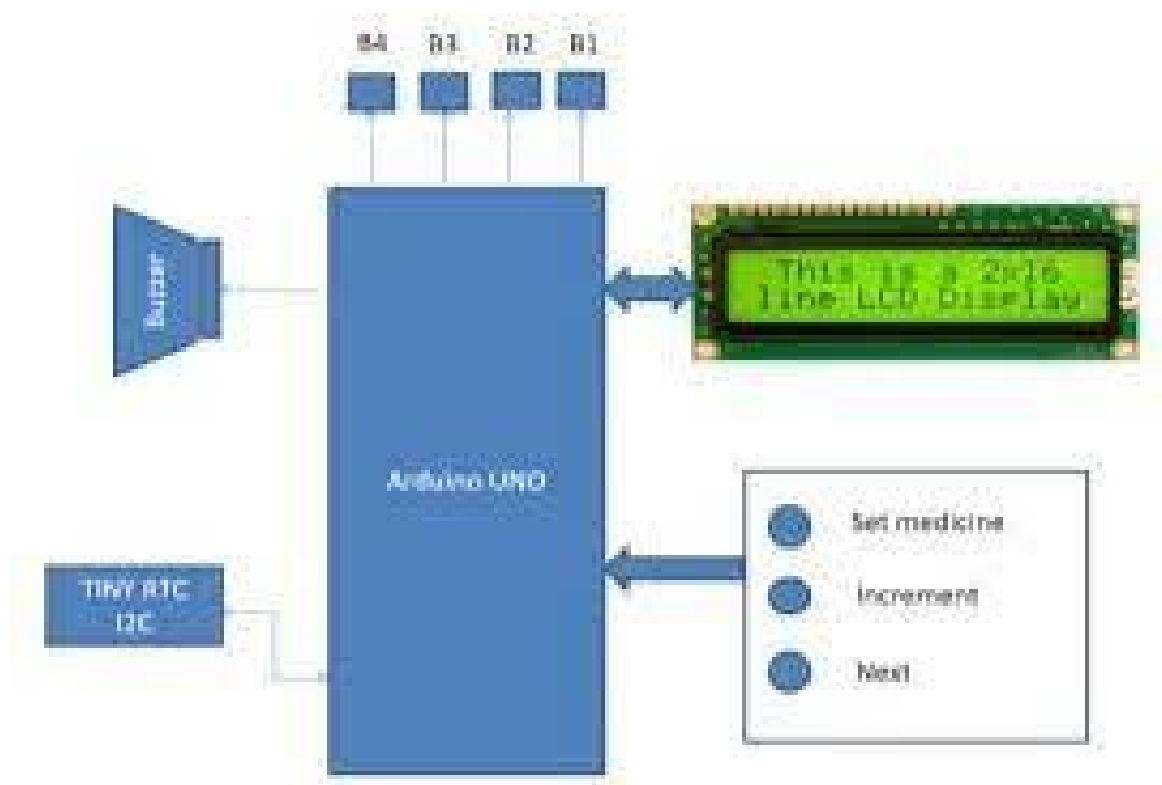 B4 B3 B2 B1
Buzzer
This is a 2x16
line LCD Display
Arduino UNO
Set medicine
Increment
Next
TINY RTC
I2C